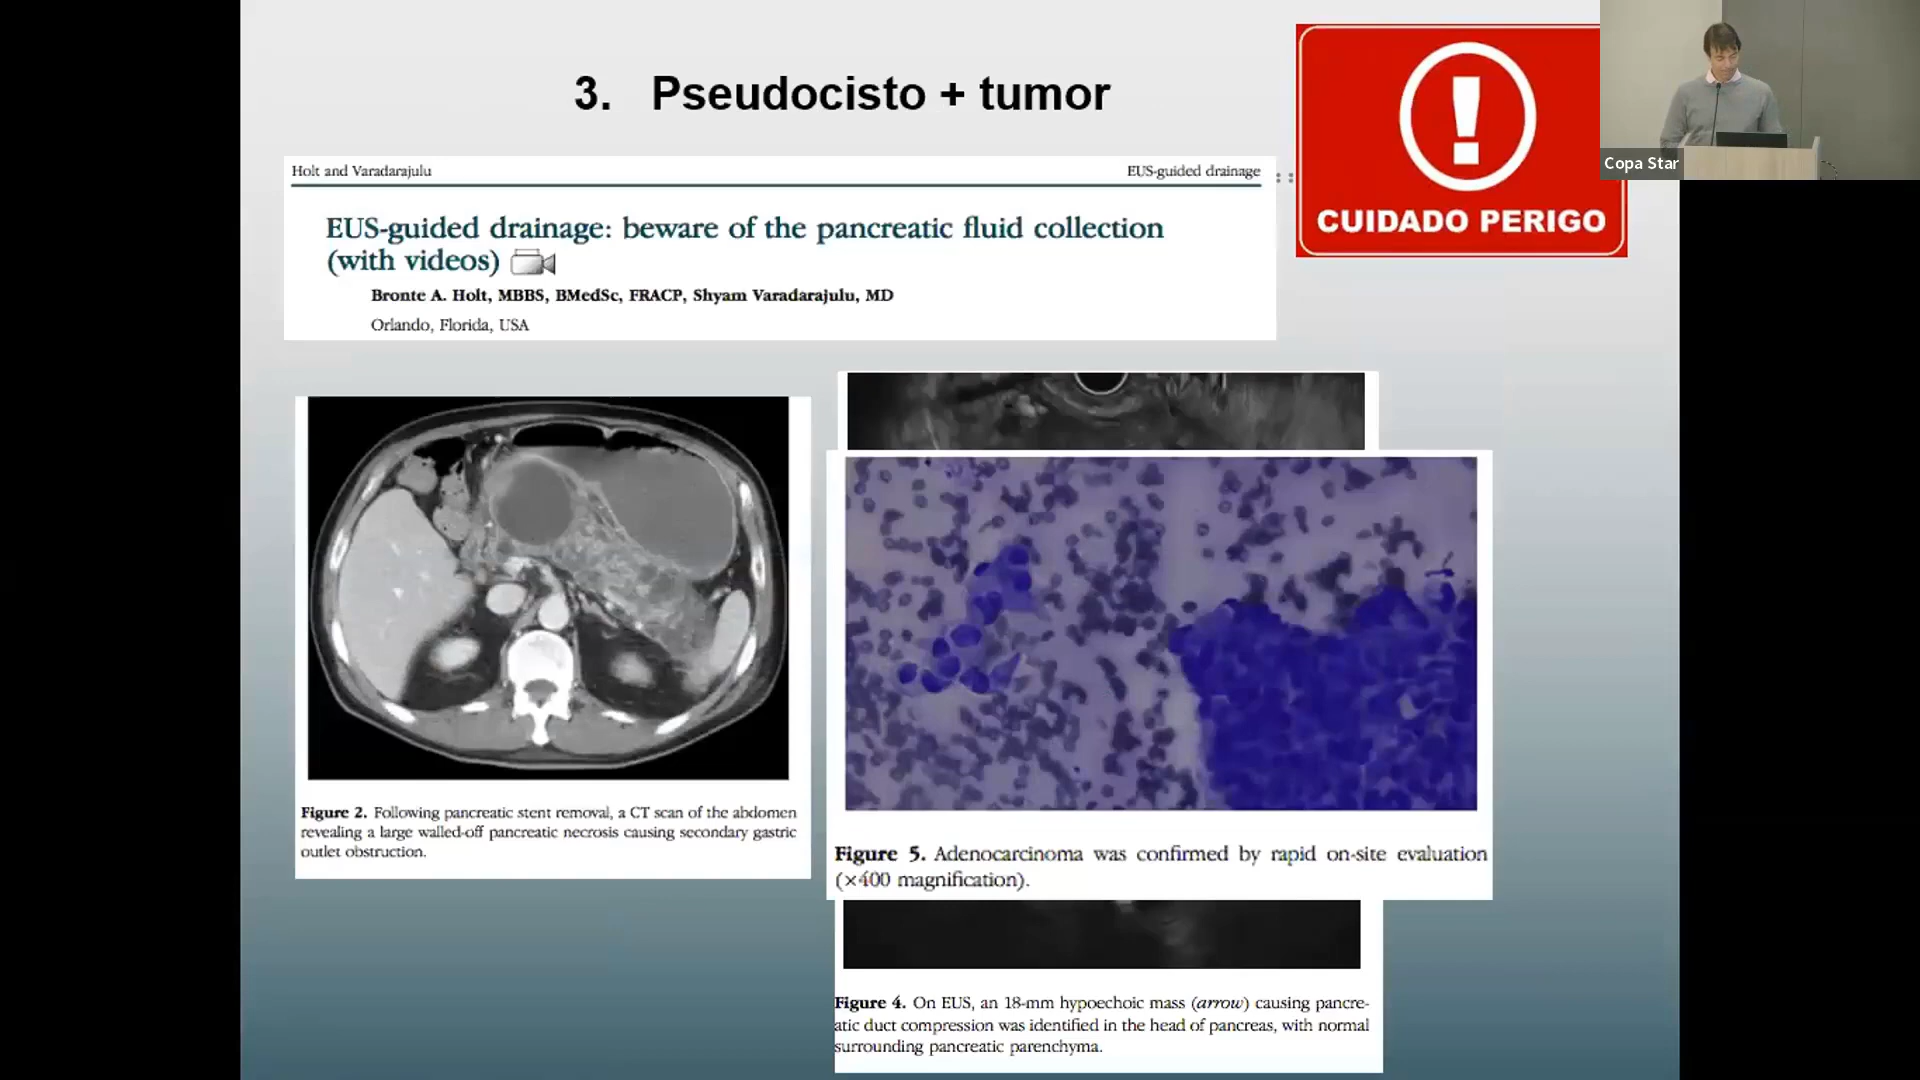 3. Pseudocisto + tumor
CUIDADO PERIGO
Copa Star
Holt and Varadarajulu
EUS-guided drainage
EUS-guided drainage: beware of the pancreatic fluid collection
(with videos)
Bronte A. Holt, MBBS, BMedSc, FRACP, Shyam Varadarajulu, MD
Orlando, Florida, USA
Figure 2. Following pancreatic stent removal, a CT scan of the abdomen
revealing a large walled-off pancreatic necrosis causing secondary gastric
outlet obstruction.
Figure 5. Adenocarcinoma was confirmed by rapid on-site evaluation
(×400 magnification).
Figure 4. On EUS, an 18-mm hypoechoic mass (arrow) causing pancre-
atic duct compression was identified in the head of pancreas, with normal
surrounding pancreatic parenchyma.